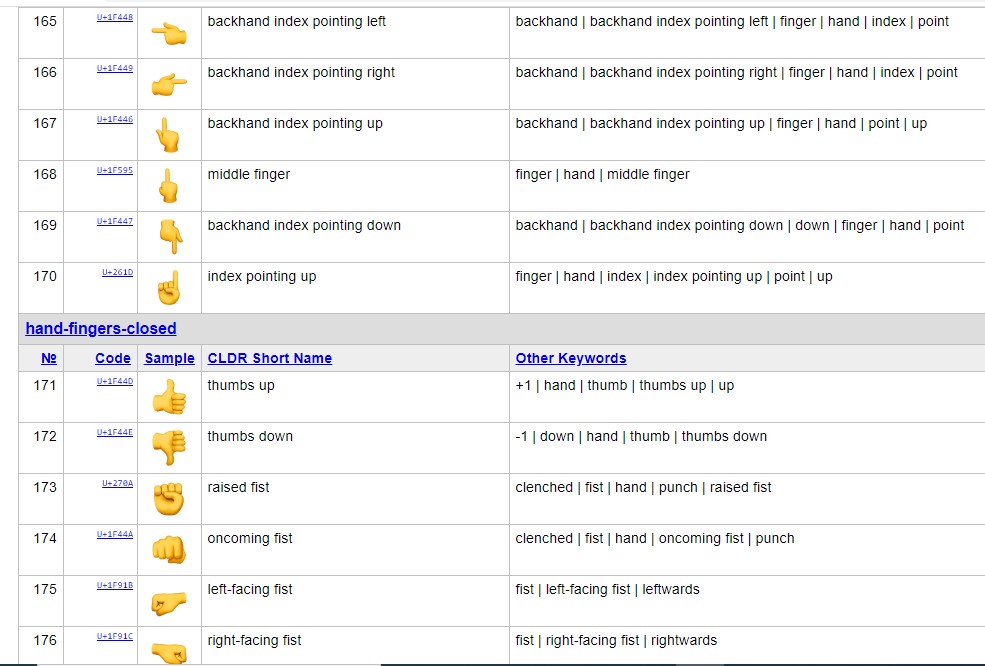 165 U+1F448 backhand index pointing left backhand | backhand index pointing left | finger | hand | index | point
166 U+1F449 backhand index pointing right backhand | backhand index pointing right | finger | hand | index | point
167 U+1F446 backhand index pointing up backhand | backhand index pointing up | finger | hand | point | up
168 U+1F595 middle finger finger | hand | middle finger
169 U+1F447 backhand index pointing down backhand | backhand index pointing down | down | finger | hand | point
170 U+261D index pointing up finger | hand | index | index pointing up | point | up
hand-fingers-closed
№ Code Sample CLDR Short Name Other Keywords
171 U+1F44D thumbs up +1 | hand | thumb | thumbs up | up
172 U+1F44E thumbs down -1 | down | hand | thumb | thumbs down
173 U+270A raised fist clenched | fist | hand | punch | raised fist
174 U+1F44A oncoming fist clenched | fist | hand | oncoming fist | punch
175 U+1F91B left-facing fist fist | left-facing fist | leftwards
176 U+1F91C right-facing fist fist | right-facing fist | rightwards